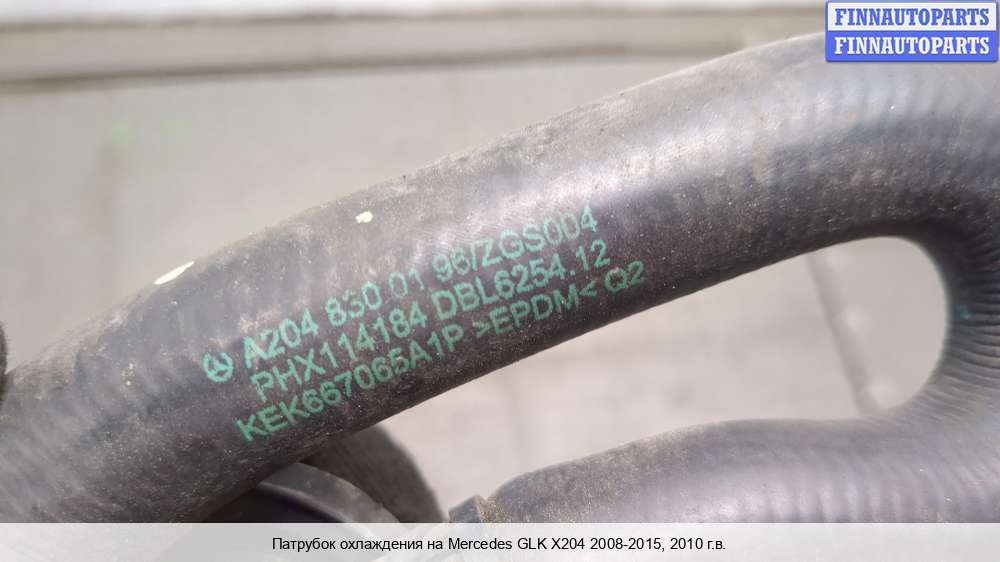 FINNAUTOPARTS
FINNAUTOPARTS
A204 830 01 96/ZGS004
PHX114184 DBL6254.12
KEK667065A1P >EPDM< Q2
Патрубок охлаждения на Mercedes GLK X204 2008-2015, 2010 г.в.